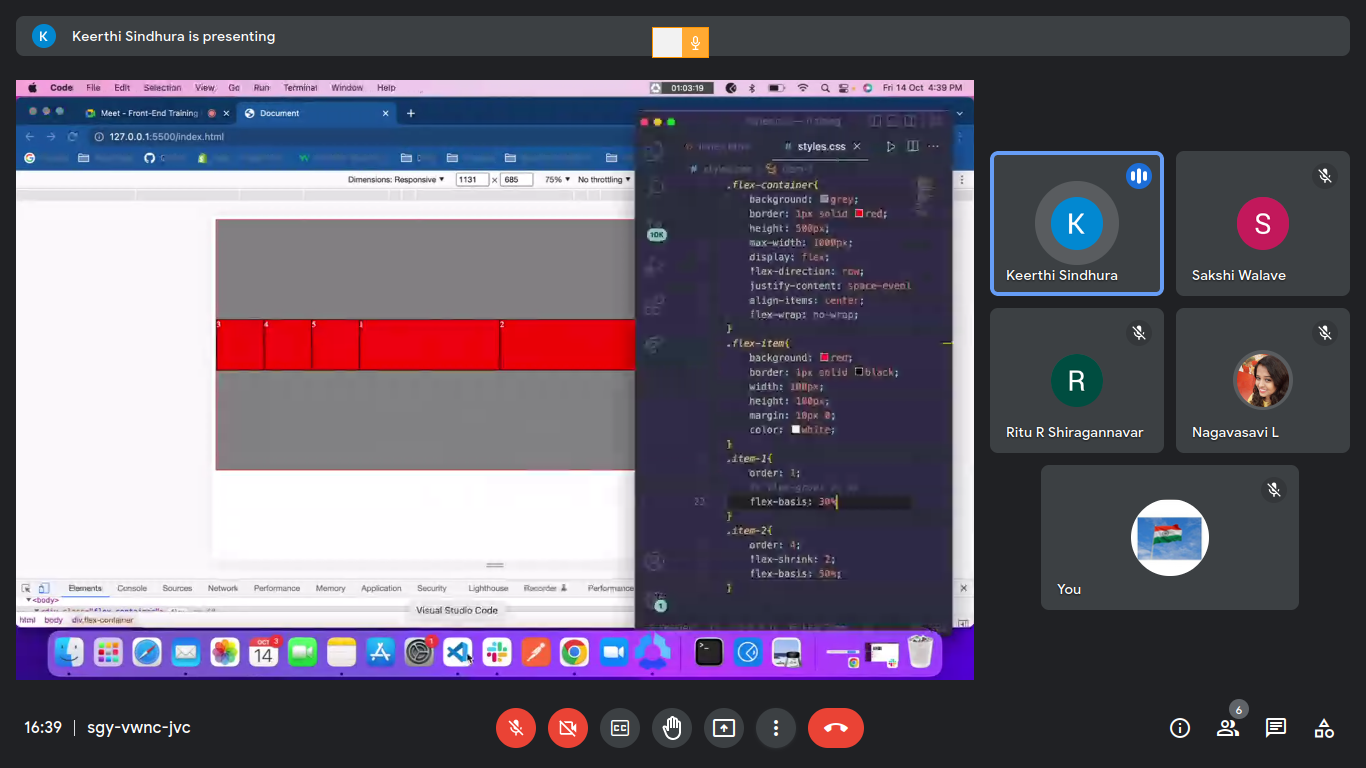 K
Keerthi Sindhura is presenting
Code File Edit Selection View Go Run Terminal Window Help
01:03:19
Fri 14 Oct 4:39 PM
Meet - Front-End Training
Document
127.0.0.1:5500/index.html
Dimensions: Responsive
1131 × 685
75%
No throttling
3 4 5 1 2
styles.css
10K
.flex-container{
background: grey;
border: 1px solid red;
height: 500px;
max-width: 1000px;
display: flex;
flex-direction: row;
justify-content: space-evenl
align-items: center;
flex-wrap: no-wrap;
}
.flex-item{
background: red;
border: 1px solid black;
width: 100px;
height: 100px;
margin: 10px 0;
color: white;
}
.item-1{
order: 1;
23
flex-basis: 30%
}
.item-2{
order: 4;
flex-shrink: 2;
flex-basis: 50%;
}
1
Elements Console Sources Network Performance Memory Application Security Lighthouse Recorder Performance
<body>
html body div.flex-container
Visual Studio Code
OCT
14
3
1
K
Keerthi Sindhura
S
Sakshi Walave
R
Ritu R Shiragannavar
Nagavasavi L
You
16:39 | sgy-vwnc-jvc
6